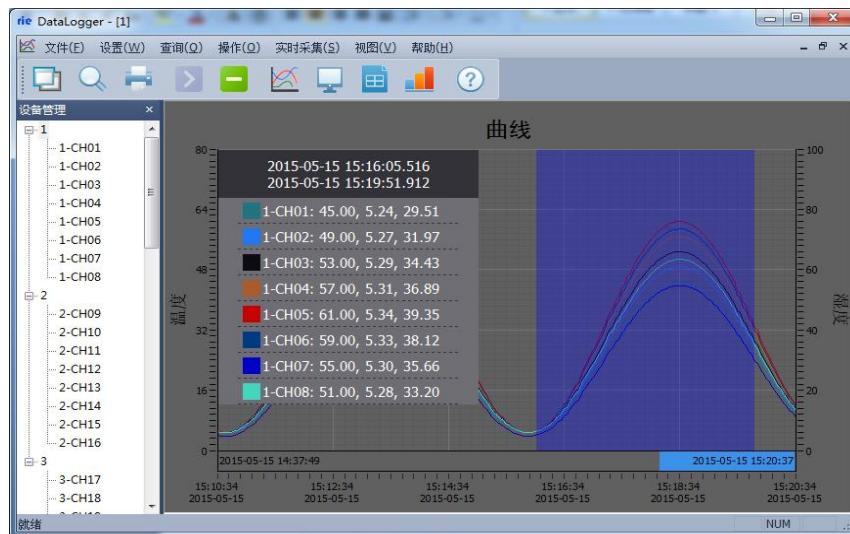 rie DataLogger - [1]
文件(F) 设置(W) 查询(Q) 操作(O) 实时采集(S) 视图(V) 帮助(H)
设备管理
1
1-CH01
1-CH02
1-CH03
1-CH04
1-CH05
1-CH06
1-CH07
1-CH08
2
2-CH09
2-CH10
2-CH11
2-CH12
2-CH13
2-CH14
2-CH15
2-CH16
3
3-CH17
3-CH18
曲线
2015-05-15 15:16:05.516
2015-05-15 15:19:51.912
1-CH01: 45.00, 5.24, 29.51
1-CH02: 49.00, 5.27, 31.97
1-CH03: 53.00, 5.29, 34.43
1-CH04: 57.00, 5.31, 36.89
1-CH05: 61.00, 5.34, 39.35
1-CH06: 59.00, 5.33, 38.12
1-CH07: 55.00, 5.30, 35.66
1-CH08: 51.00, 5.28, 33.20
温度
80
64
48
32
16
0
湿度
100
80
60
40
20
0
2015-05-15 14:37:49
2015-05-15 15:20:37
15:10:34 15:12:34 15:14:34 15:16:34 15:18:34 15:20:34
2015-05-15 2015-05-15 2015-05-15 2015-05-15 2015-05-15 2015-05-15
就绪
NUM